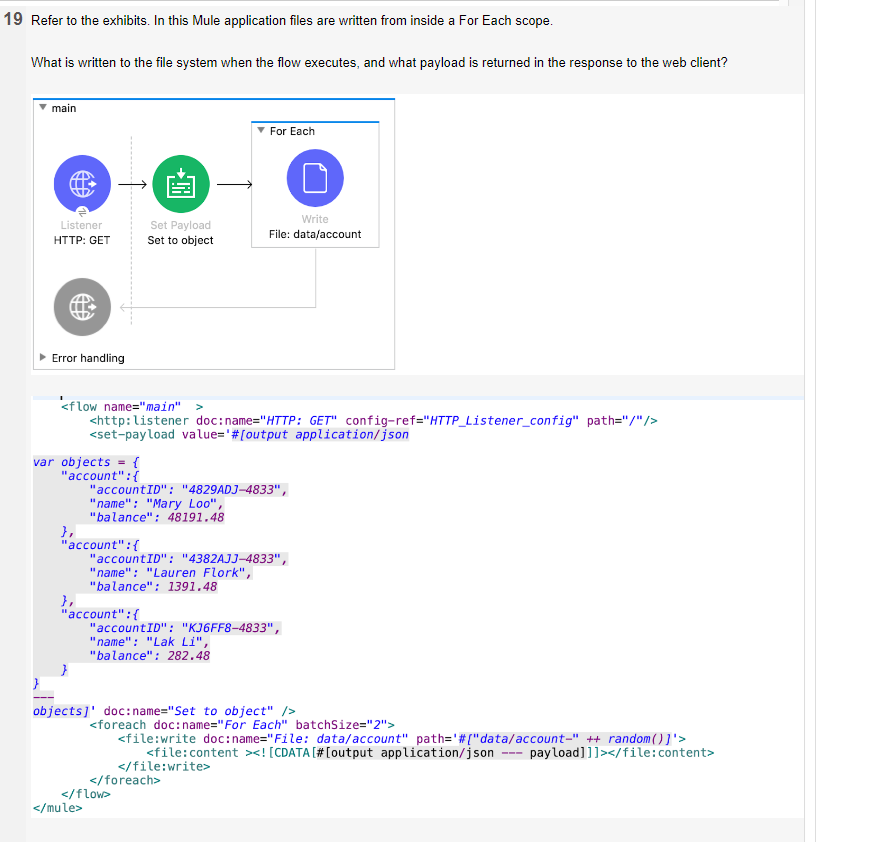 19 Refer to the exhibits. In this Mule application files are written from inside a For Each scope.
What is written to the file system when the flow executes, and what payload is returned in the response to the web client?
main
For Each
Listener
HTTP: GET
Set Payload
Set to object
Write
File: data/account
Error handling
<flow name="main" >
<http:listener doc:name="HTTP: GET" config-ref="HTTP_Listener_config" path="/"/>
<set-payload value='#[output application/json
var objects = {
"account":{
"accountID": "4829ADJ-4833",
"name": "Mary Loo",
"balance": 48191.48
},
"account":{
"accountID": "4382AJJ-4833",
"name": "Lauren Flork",
"balance": 1391.48
},
"account":{
"accountID": "KJ6FF8-4833",
"name": "Lak Li",
"balance": 282.48
}
}
---
objects]' doc:name="Set to object" />
<foreach doc:name="For Each" batchSize="2">
<file:write doc:name="File: data/account" path='#["data/account-" ++ random()]'>
<file:content ><![CDATA[#[output application/json --- payload]]]></file:content>
</file:write>
</foreach>
</flow>
</mule>